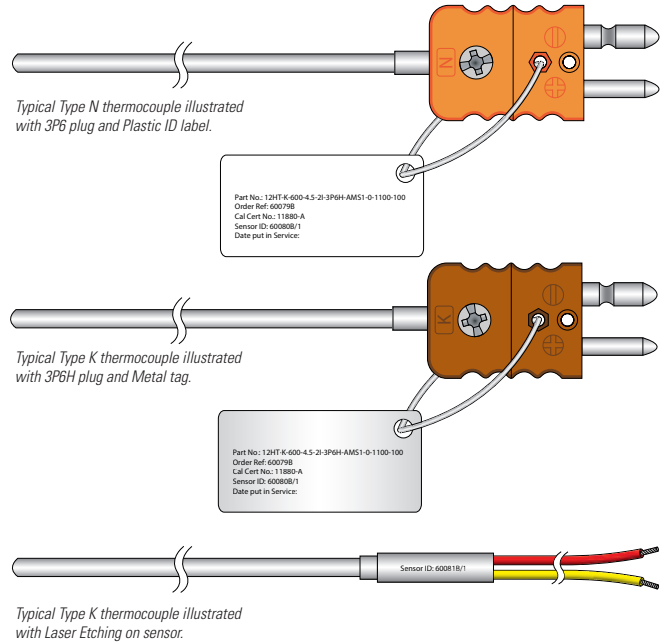 N
Typical Type N thermocouple illustrated
with 3P6 plug and Plastic ID label.
Part No.: 12HT-K-600-4.5-2I-3P6H-AMS1-0-1100-100
Order Ref: 60079B
Cal Cert No.: 11880-A
Sensor ID: 60080B/1
Date put in Service:
K
Typical Type K thermocouple illustrated
with 3P6H plug and Metal tag.
Part No.: 12HT-K-600-4.5-2I-3P6H-AMS1-0-1100-100
Order Ref: 60079B
Cal Cert No.: 11880-A
Sensor ID: 60080B/1
Date put in Service:
Sensor ID: 60081B/1
Typical Type K thermocouple illustrated
with Laser Etching on sensor.